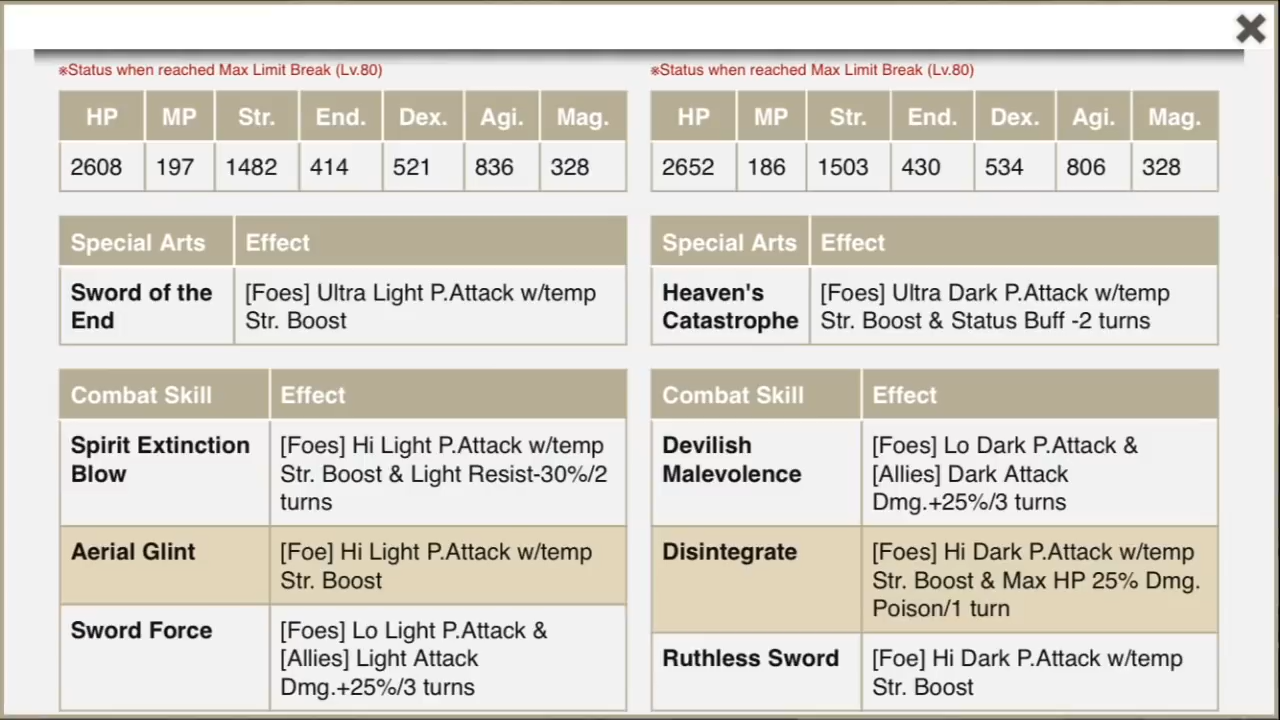 ※Status when reached Max Limit Break (Lv.80)
HP MP Str. End. Dex. Agi. Mag.
2608 197 1482 414 521 836 328
Special Arts Effect
Sword of the End [Foes] Ultra Light P.Attack w/temp
Str. Boost
Combat Skill Effect
Spirit Extinction Blow [Foes] Hi Light P.Attack w/temp
Str. Boost & Light Resist-30%/2
turns
Aerial Glint [Foe] Hi Light P.Attack w/temp
Str. Boost
Sword Force [Foes] Lo Light P.Attack &
[Allies] Light Attack
Dmg.+25%/3 turns
※Status when reached Max Limit Break (Lv.80)
HP MP Str. End. Dex. Agi. Mag.
2652 186 1503 430 534 806 328
Special Arts Effect
Heaven's Catastrophe [Foes] Ultra Dark P.Attack w/temp
Str. Boost & Status Buff -2 turns
Combat Skill Effect
Devilish Malevolence [Foes] Lo Dark P.Attack &
[Allies] Dark Attack
Dmg.+25%/3 turns
Disintegrate [Foes] Hi Dark P.Attack w/temp
Str. Boost & Max HP 25% Dmg.
Poison/1 turn
Ruthless Sword [Foe] Hi Dark P.Attack w/temp
Str. Boost